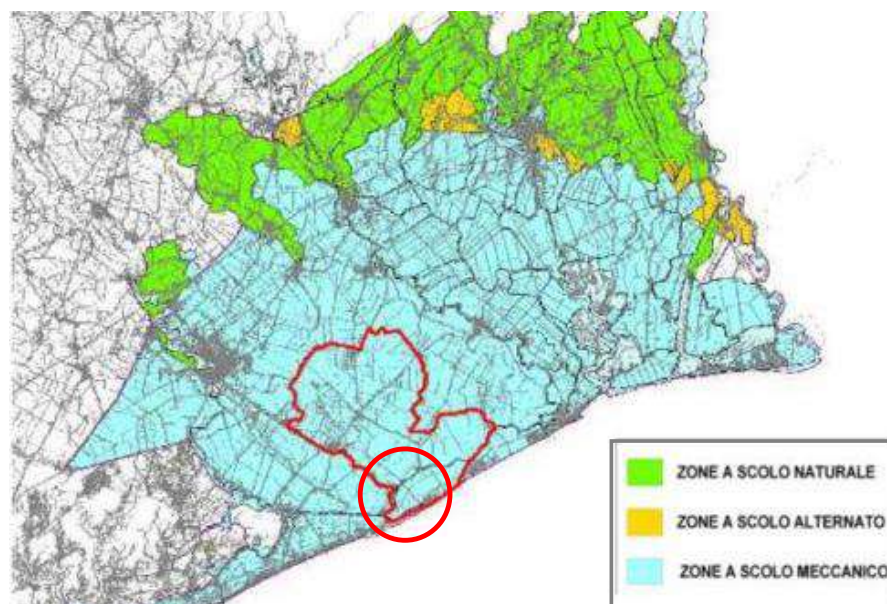 ZONE A SCOLO NATURALE
ZONE A SCOLO ALTERNATO
ZONE A SCOLO MECCANICO